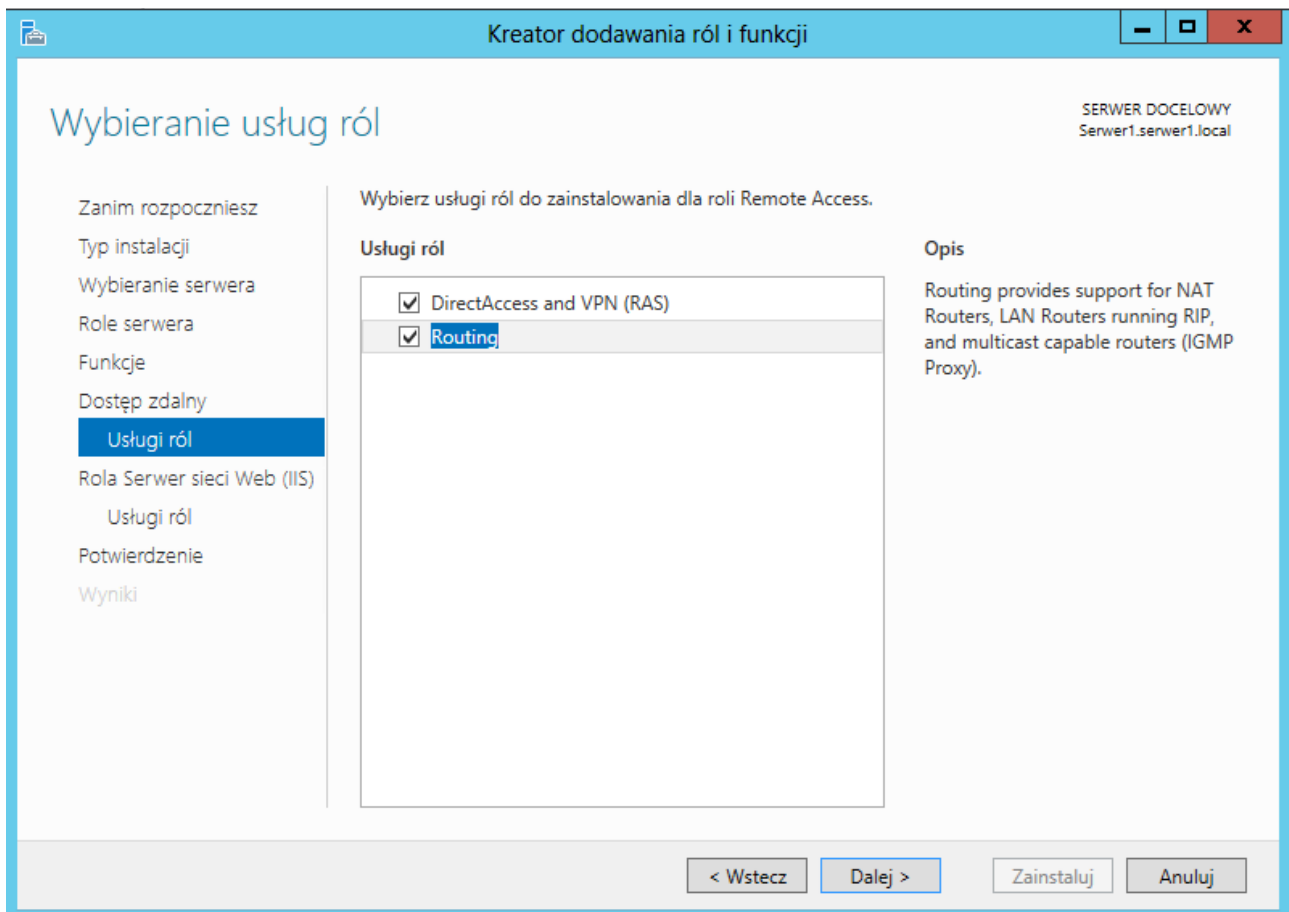 Kreator dodawania ról i funkcji
X
Wybieranie usług ról
SERWER DOCELOWY
Serwer1.serwer1.local
Zanim rozpoczniesz
Typ instalacji
Wybieranie serwera
Role serwera
Funkcje
Dostęp zdalny
Usługi ról
Rola Serwer sieci Web (IIS)
Usługi ról
Potwierdzenie
Wyniki
Wybierz usługi ról do zainstalowania dla roli Remote Access.
Usługi ról
DirectAccess and VPN (RAS)
Routing
Opis
Routing provides support for NAT
Routers, LAN Routers running RIP,
and multicast capable routers (IGMP
Proxy).
< Wstecz
Dalej >
Zainstaluj
Anuluj